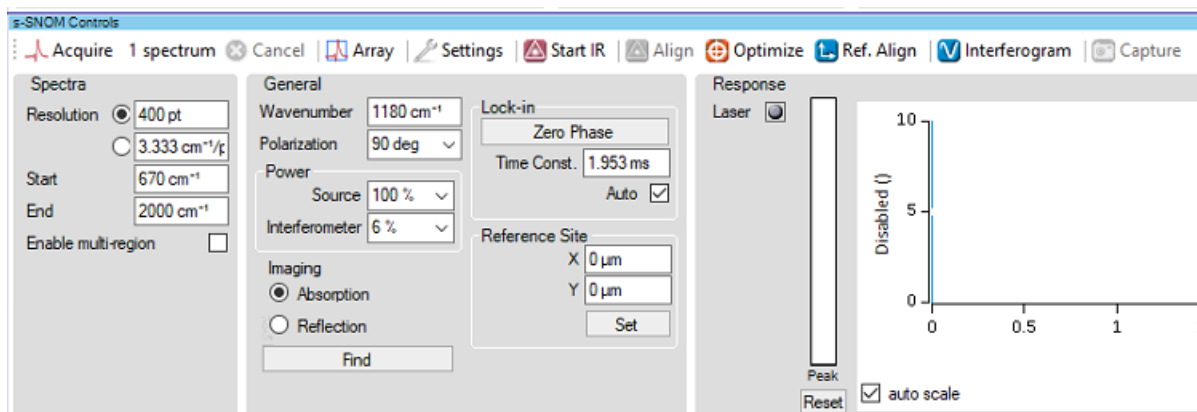 s-SNOM Controls
Acquire 1 spectrum Cancel Array Settings Start IR Align Optimize Ref. Align Interferogram Capture
Spectra
Resolution 400 pt
3.333 cm⁻¹/p
Start 670 cm⁻¹
End 2000 cm⁻¹
Enable multi-region
General
Wavenumber 1180 cm⁻¹
Polarization 90 deg
Power
Source 100 %
Interferometer 6 %
Imaging
Absorption
Reflection
Find
Lock-in
Zero Phase
Time Const. 1.953 ms
Auto
Reference Site
X 0 µm
Y 0 µm
Set
Response
Laser
Peak
Reset
Disabled ()
10
5
0
0 0.5 1
auto scale